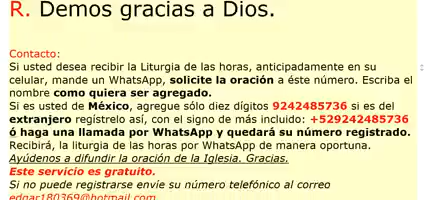 R. Demos gracias a Dios.
Contacto:
Si usted desea recibir la Liturgia de las horas, anticipadamente en su
celular, mande un WhatsApp, solicite la oración a éste número. Escriba el
nombre como quiera ser agregado.
Si es usted de México, agregue sólo diez dígitos 9242485736 si es del
extranjero regístrelo así, con el signo de más incluido: +529242485736
ó haga una llamada por WhatsApp y quedará su número registrado.
Recibirá, la liturgia de las horas por WhatsApp de manera oportuna.
Ayúdenos a difundir la oración de la Iglesia. Gracias.
Este servicio es gratuito.
Si no puede registrarse envíe su número telefónico al correo
edgar180369@hotmail.com